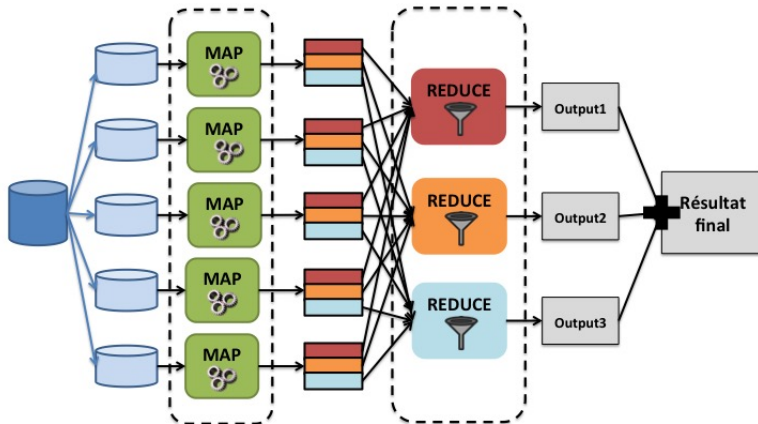 MAP
MAP
MAP
MAP
MAP
REDUCE
REDUCE
REDUCE
Output1
Output2
Output3
Résultat
final